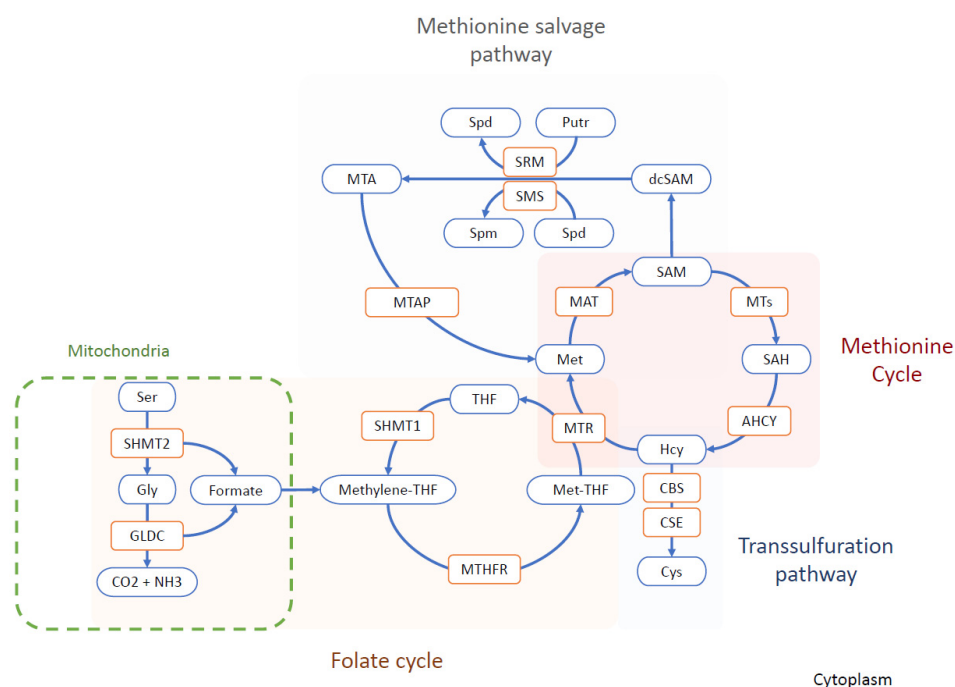 Methionine salvage
pathway
Spd
Putr
SRM
MTA
dcSAM
SMS
Spm
Spd
SAM
MAT
MTs
MTAP
Mitochondria
Met
SAH
Methionine
Cycle
Ser
THF
SHMT1
MTR
AHCY
SHMT2
Hcy
Gly
Formate
Methylene-THF
Met-THF
CBS
CSE
GLDC
MTHFR
Transsulfuration
pathway
CO2 + NH3
Cys
Folate cycle
Cytoplasm